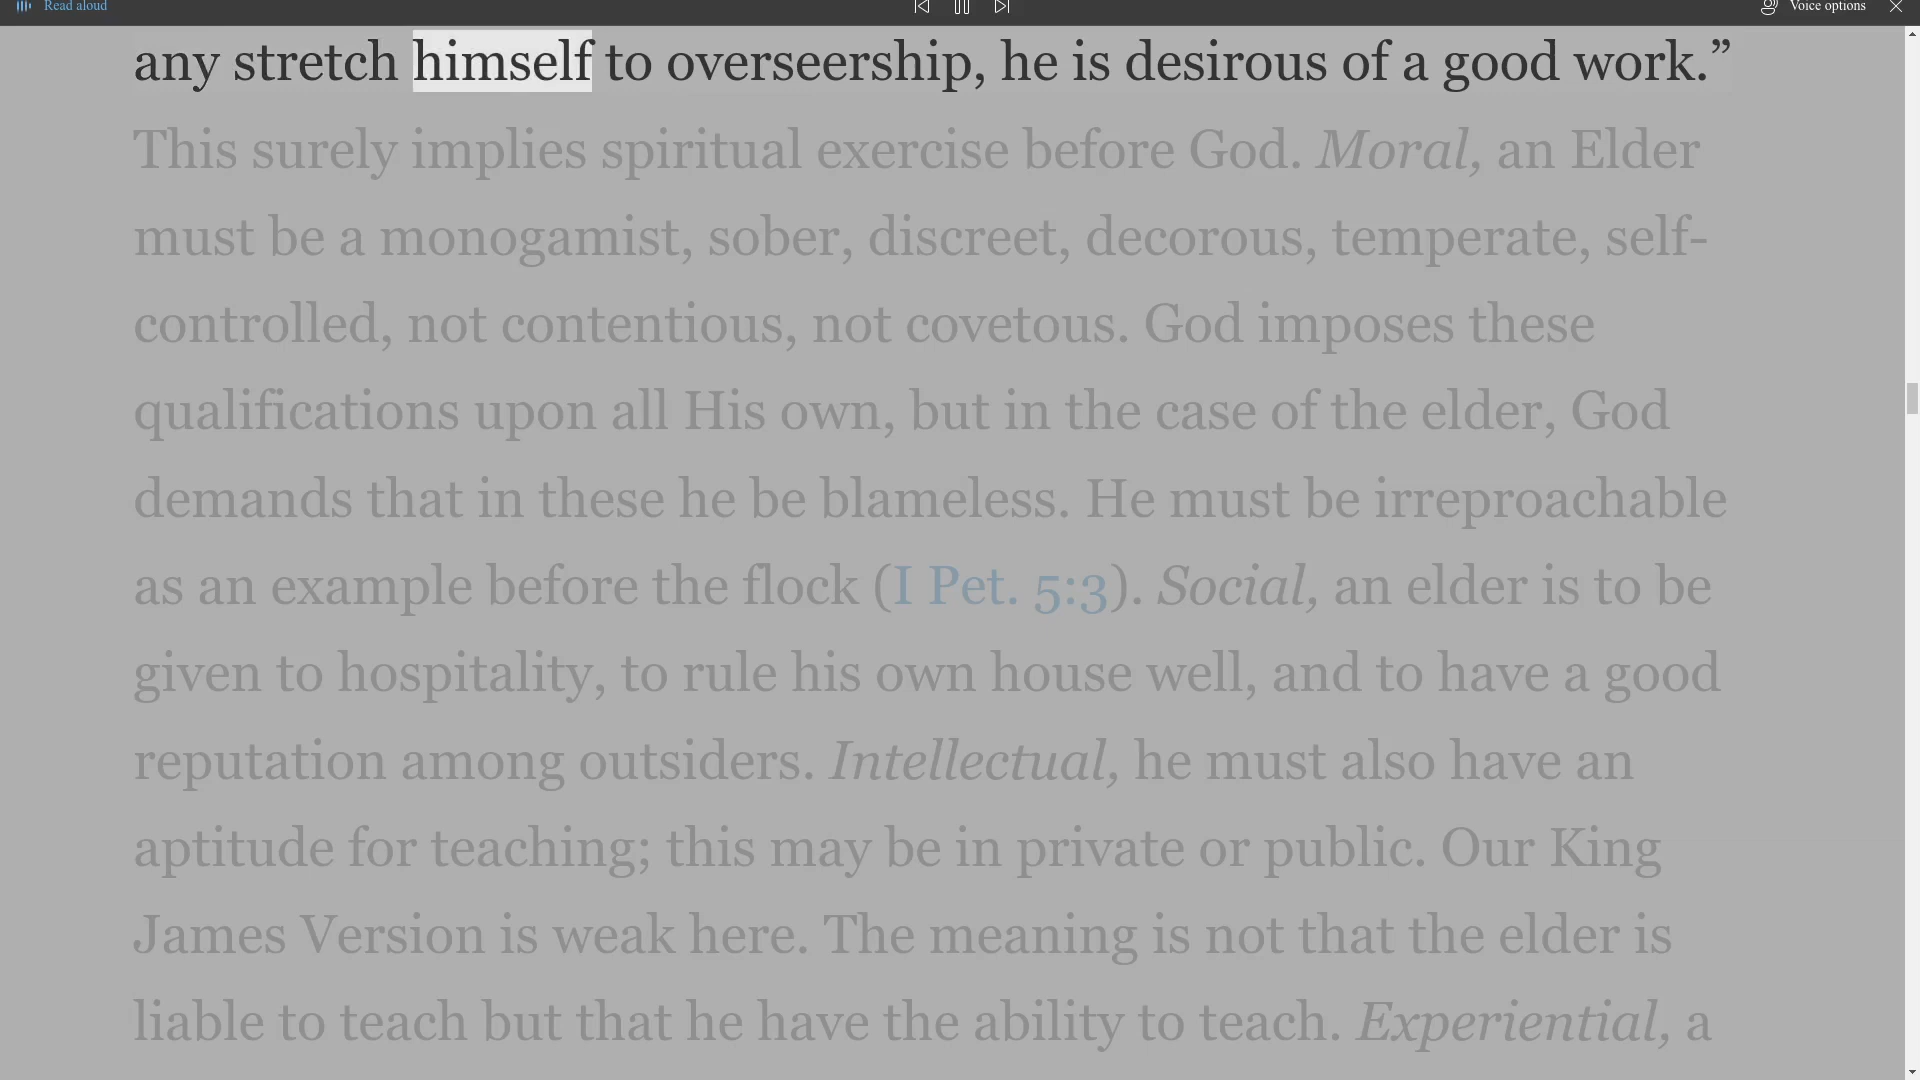 Read aloud
Voice options
any stretch himself to overseership, he is desirous of a good work.”
This surely implies spiritual exercise before God. Moral, an Elder
must be a monogamist, sober, discreet, decorous, temperate, self-
controlled, not contentious, not covetous. God imposes these
qualifications upon all His own, but in the case of the elder, God
demands that in these he be blameless. He must be irreproachable
as an example before the flock (I Pet. 5:3). Social, an elder is to be
given to hospitality, to rule his own house well, and to have a good
reputation among outsiders. Intellectual, he must also have an
aptitude for teaching; this may be in private or public. Our King
James Version is weak here. The meaning is not that the elder is
liable to teach but that he have the ability to teach. Experiential, a